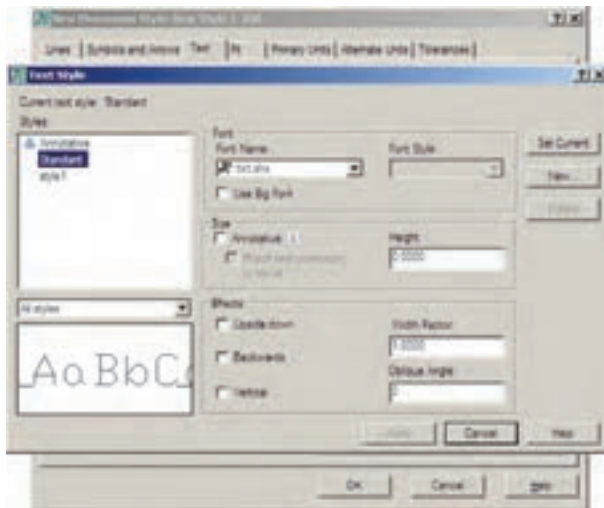 New Dimension Style: New Style 1:100
Lines Symbols and Arrows Text Fit Primary Units Alternate Units Tolerances
Text Style
Current text style: Standard
Styles:
Annotative
Standard
style1
Font
Font Name:
Font Style:
txt.shx
Use Big Font
Set Current
New...
Delete
Size
Annotative
Height
0.0000
Match text orientation
to layout
All styles
Effects
Upside down
Width Factor:
1.0000
Backwards
Oblique Angle:
0
Vertical
AaBbC
Apply Cancel Help
OK Cancel Help